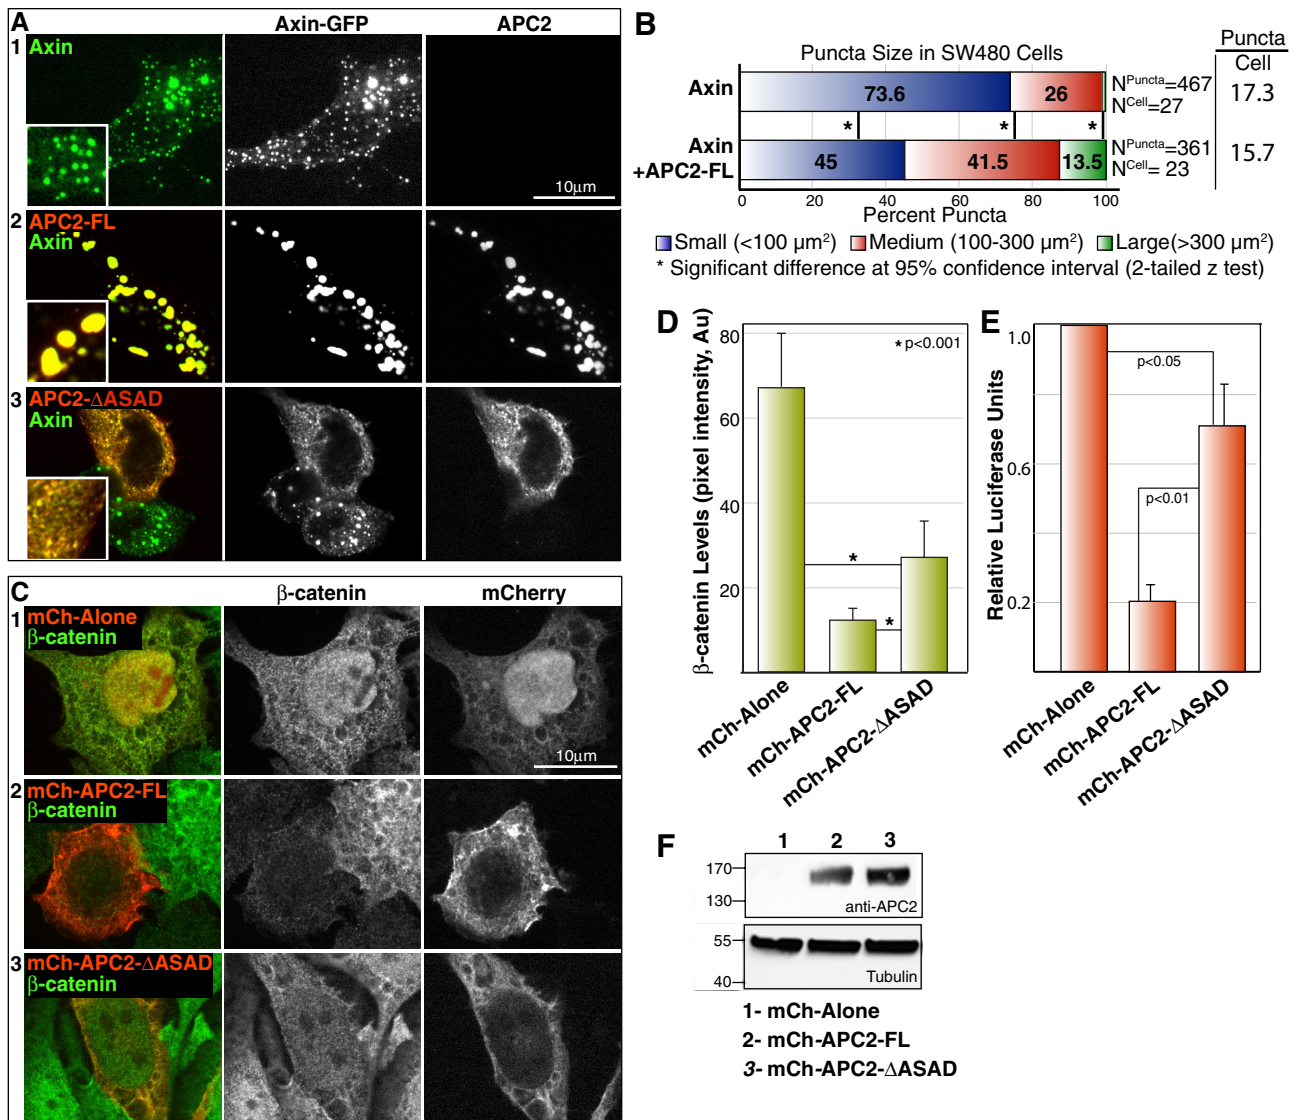 A
Axin-GFP
APC2
1
Axin
10µm
2
APC2-FL
Axin
3
APC2-ΔASAD
Axin
B
Puncta Size in SW480 Cells
Puncta
Cell
Axin
73.6
26
N^Puncta=467
N^Cell=27
17.3
*
*
*
Axin
+APC2-FL
45
41.5
13.5
N^Puncta=361
N^Cell= 23
15.7
0 20 40 60 80 100
Percent Puncta
Small (<100 µm²) Medium (100-300 µm²) Large(>300 µm²)
* Significant difference at 95% confidence interval (2-tailed z test)
C
β-catenin
mCherry
1
mCh-Alone
β-catenin
10µm
2
mCh-APC2-FL
β-catenin
3
mCh-APC2-ΔASAD
β-catenin
D
β-catenin Levels (pixel intensity, Au)
80
60
40
20
* p<0.001
*
*
mCh-Alone
mCh-APC2-FL
mCh-APC2-ΔASAD
E
Relative Luciferase Units
1.0
0.6
0.2
p<0.05
p<0.01
mCh-Alone
mCh-APC2-FL
mCh-APC2-ΔASAD
F
1 2 3
170
130
anti-APC2
55
40
Tubulin
1- mCh-Alone
2- mCh-APC2-FL
3- mCh-APC2-ΔASAD